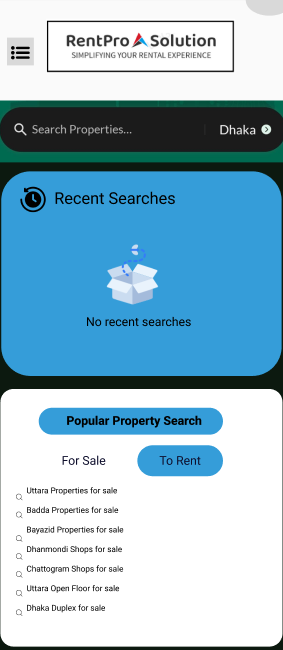 RentPro Solution
SIMPLIFYING YOUR RENTAL EXPERIENCE
Search Properties... Dhaka
Recent Searches
No recent searches
Popular Property Search
For Sale To Rent
Uttara Properties for sale
Badda Properties for sale
Bayazid Properties for sale
Dhanmondi Shops for sale
Chattogram Shops for sale
Uttara Open Floor for sale
Dhaka Duplex for sale